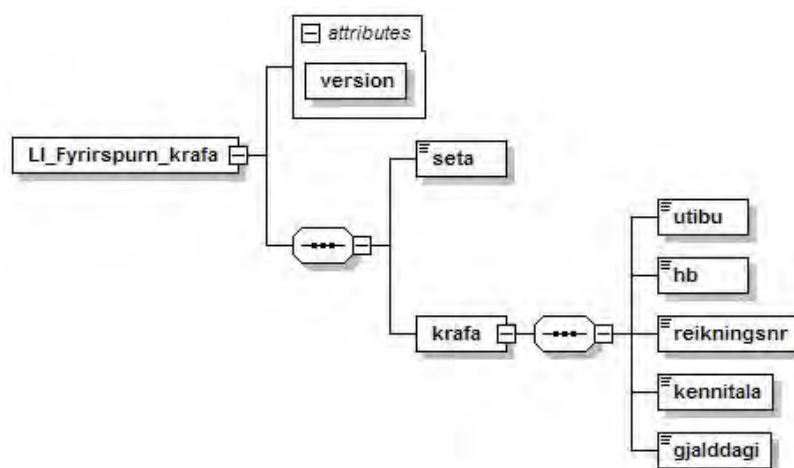 attributes
version
LI_Fyrirspurn_krafa
seta
utibu
hb
krafa
reikningsnr
kennitala
gjalddagi